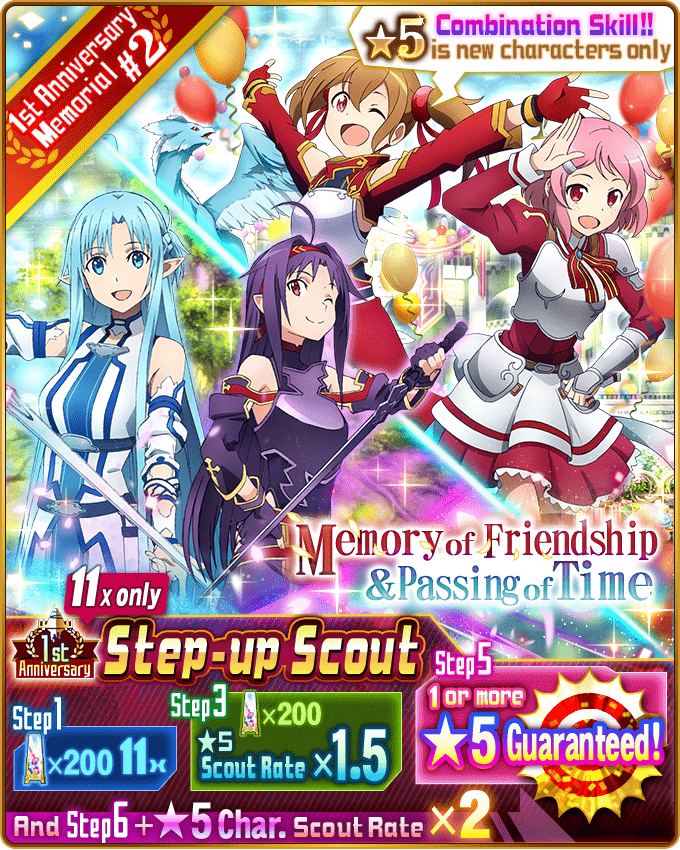 1st Anniversary
Memorial #2
★5 Combination Skill!!
is new characters only
Memory of Friendship
&Passing of Time
11x only
1st
Anniversary
Step-up Scout
Step1
×200 11x
Step3
×200
★5
Scout Rate ×1.5
Step5
1 or more
★5 Guaranteed!
And Step6+★5 Char. Scout Rate ×2